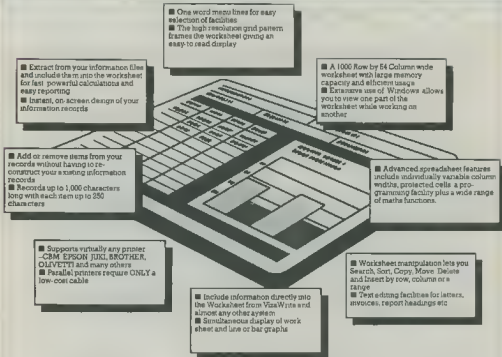 ■ One word menu lines for easy
selection of facilities
■ The high resolution grid pattern
frames the worksheet giving an
easy to read display
■ Extract from your information files
and include them into the worksheet
for fast powerful calculations and
easy reporting
■ Instant, on-screen design of your
information records
■ A 1000 Row by 64 Column wide
worksheet with large memory
capacity and efficient usage
■ Extensive use of Windows allows
you to view one part of the
worksheet while working on
another
■ Add or remove items from your
records without having to re-
construct your existing information
records
■ Records up to 1,000 characters
long with each item up to 250
characters
■ Advanced spreadsheet features
include individually variable column
widths, protected cells a pro-
gramming facility plus a wide range
of maths functions.
■ Supports virtually any printer
–CBM EPSON JUKI, BROTHER,
OLIVETTI and many others
■ Parallel printers require ONLY a
low-cost cable
■ Include information directly into
the Worksheet from VizaWrite and
almost any other system
■ Simultaneous display of work
sheet and line or bar graphs
■ Worksheet manipulation lets you
Search, Sort, Copy, Move Delete
and Insert by row, column or a
range
■ Text editing facilities for letters,
invoices, report headings etc